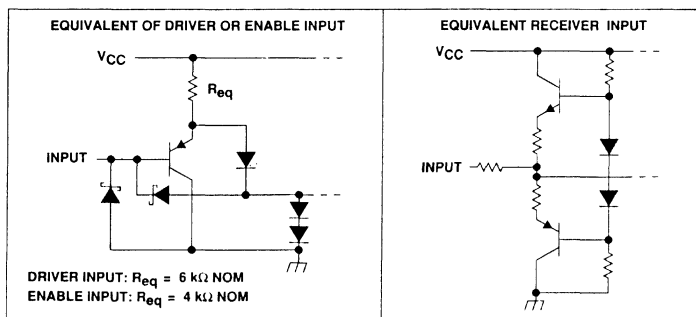 EQUIVALENT OF DRIVER OR ENABLE INPUT
VCC
Req
INPUT
DRIVER INPUT: Req = 6 kΩ NOM
ENABLE INPUT: Req = 4 kΩ NOM
EQUIVALENT RECEIVER INPUT
VCC
INPUT